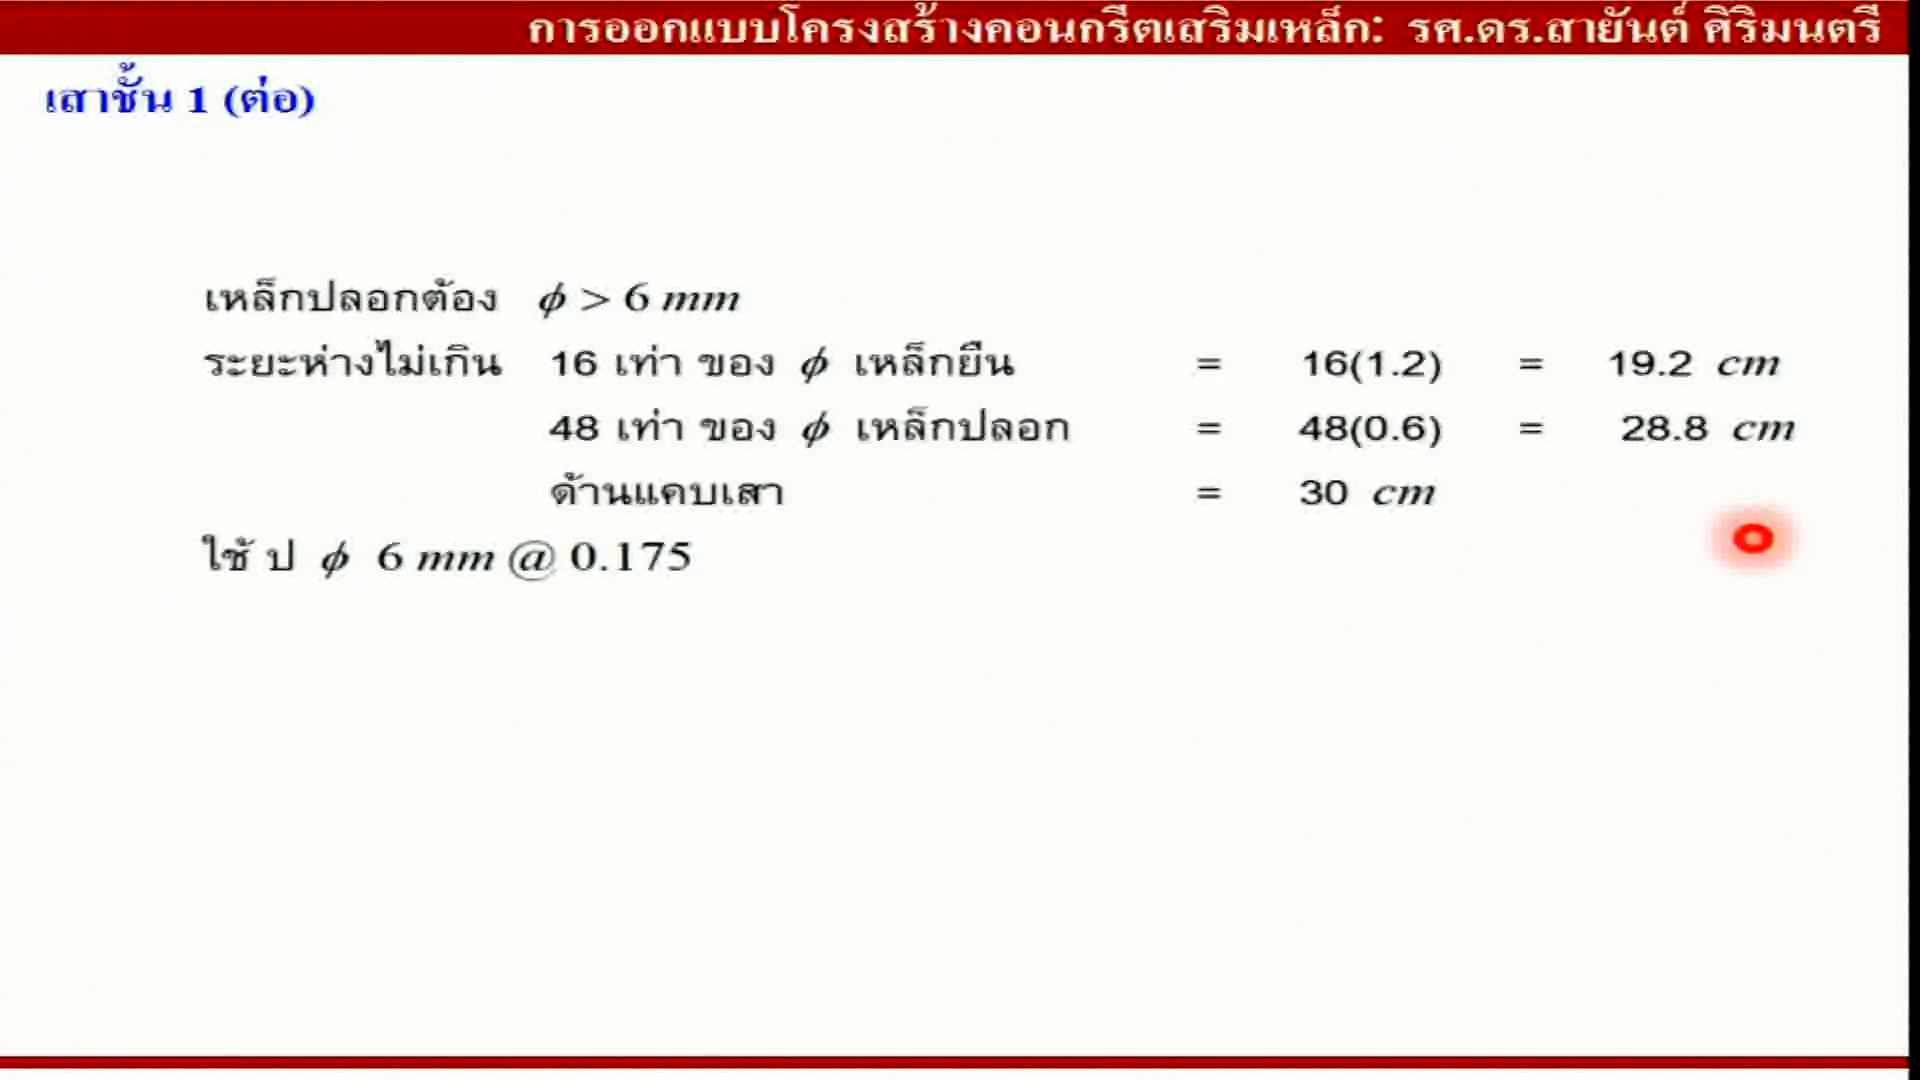 การออกแบบโครงสร้างคอนกรีตเสริมเหล็ก: รศ.ดร.สายันต์ ศิริมนตรี
เสาชั้น 1 (ต่อ)
เหล็กปลอกต้อง ϕ > 6 mm
ระยะห่างไม่เกิน 16 เท่า ของ ϕ เหล็กยืน = 16(1.2) = 19.2 cm
48 เท่า ของ ϕ เหล็กปลอก = 48(0.6) = 28.8 cm
ด้านแคบเสา = 30 cm
ใช้ ป ϕ 6 mm @ 0.175